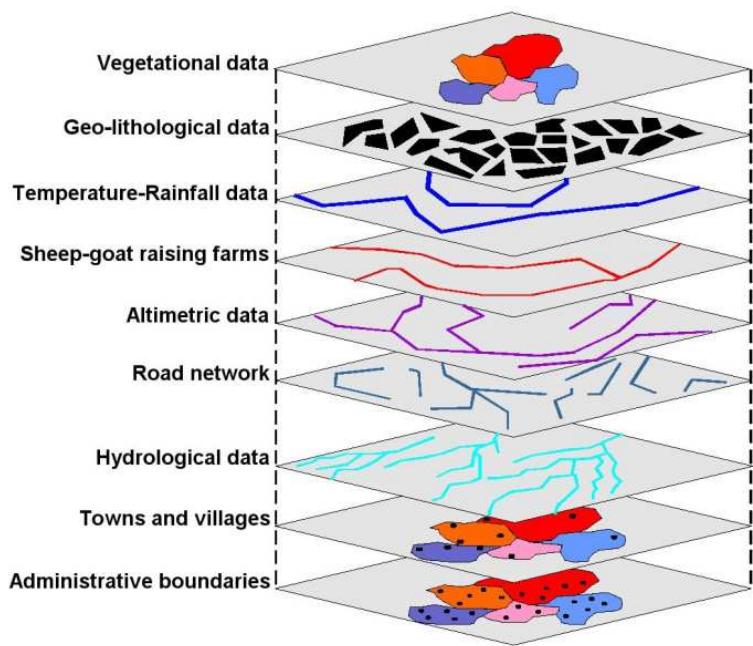 Vegetational data
Geo-lithological data
Temperature-Rainfall data
Sheep-goat raising farms
Altimetric data
Road network
Hydrological data
Towns and villages
Administrative boundaries